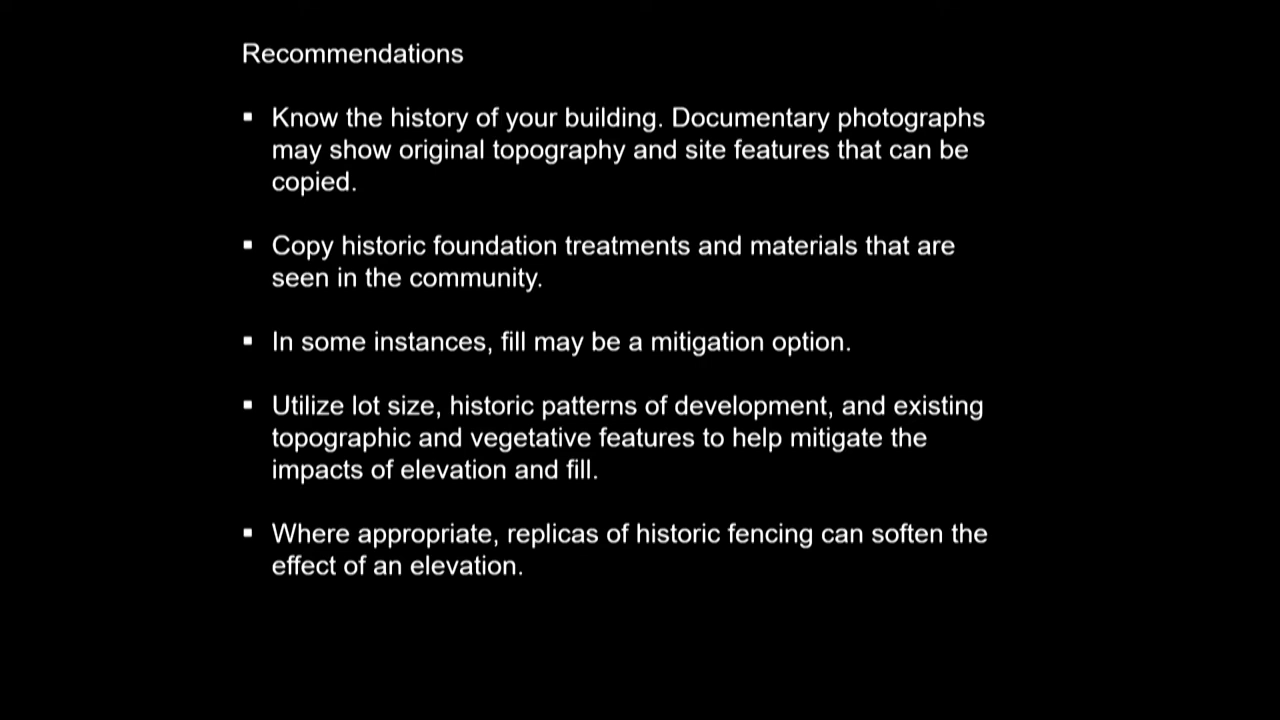 Recommendations
▪ Know the history of your building. Documentary photographs
may show original topography and site features that can be
copied.
▪ Copy historic foundation treatments and materials that are
seen in the community.
▪ In some instances, fill may be a mitigation option.
▪ Utilize lot size, historic patterns of development, and existing
topographic and vegetative features to help mitigate the
impacts of elevation and fill.
▪ Where appropriate, replicas of historic fencing can soften the
effect of an elevation.